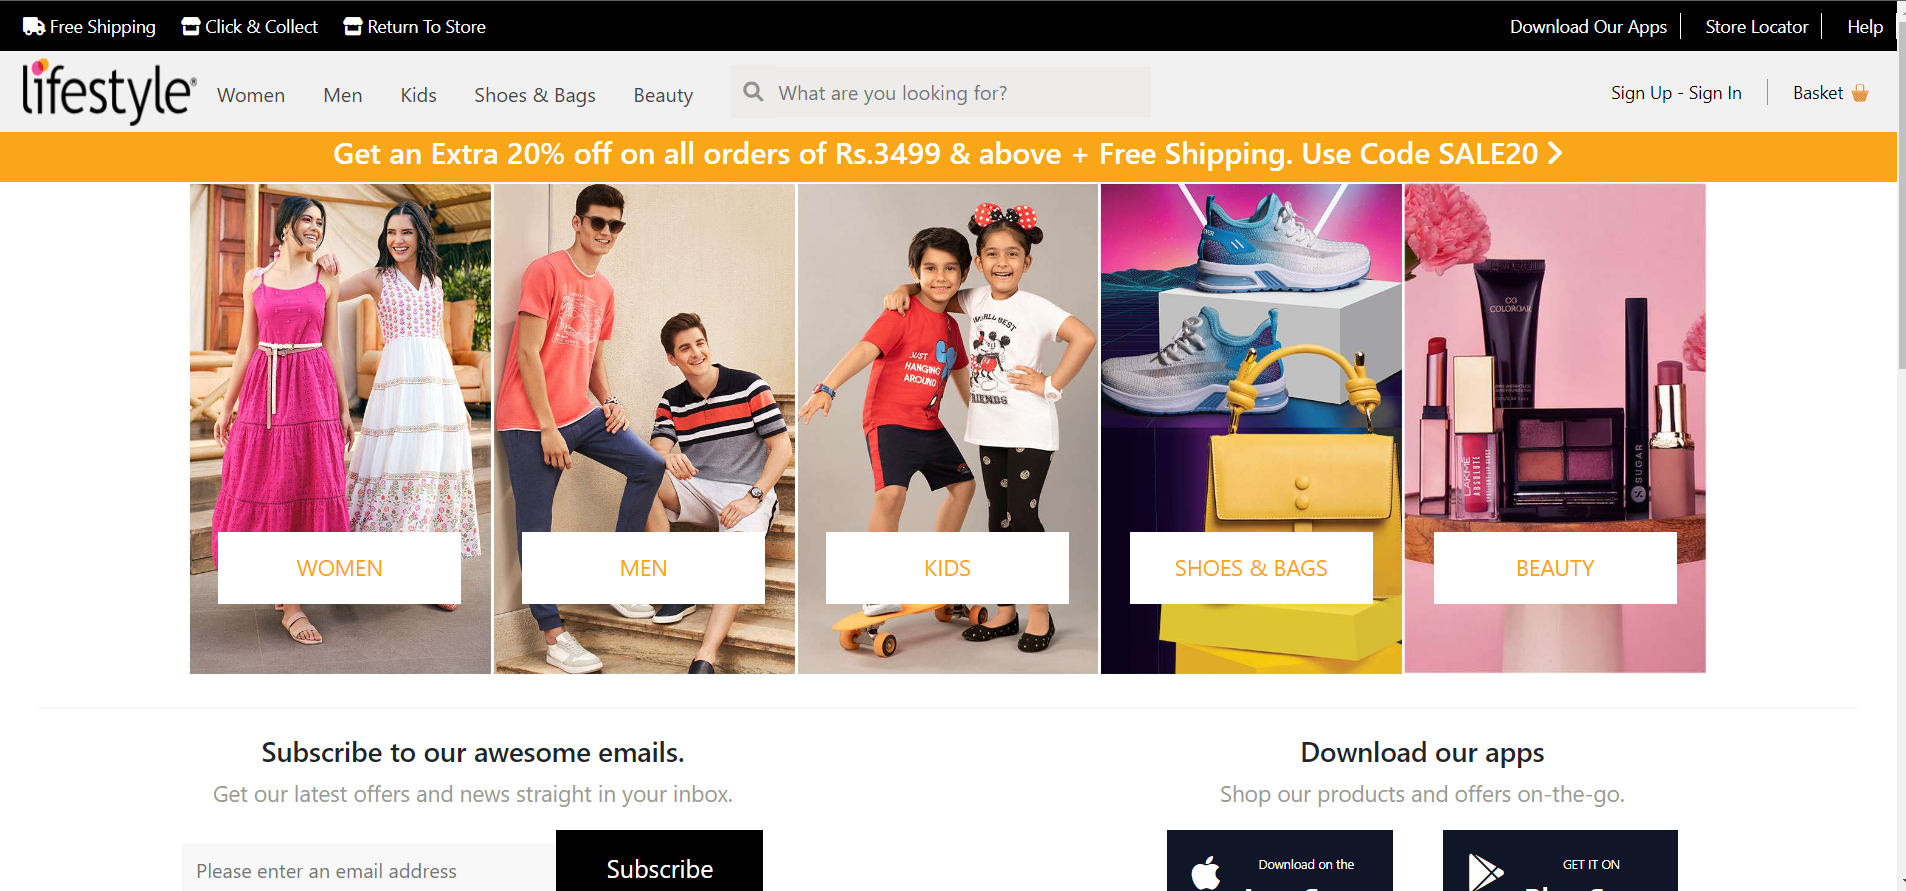 Free Shipping Click & Collect Return To Store Download Our Apps Store Locator Help
lifestyle® Women Men Kids Shoes & Bags Beauty What are you looking for? Sign Up - Sign In Basket
Get an Extra 20% off on all orders of Rs.3499 & above + Free Shipping. Use Code SALE20
JUST
HANGING
AROUND
ALL BEST
FRIENDS
CG
COLORBAR
LAKMĒ
ABSOLUTE
S SUGAR
WOMEN MEN KIDS SHOES & BAGS BEAUTY
Subscribe to our awesome emails.
Get our latest offers and news straight in your inbox.
Please enter an email address Subscribe
Download our apps
Shop our products and offers on-the-go.
Download on the
GET IT ON